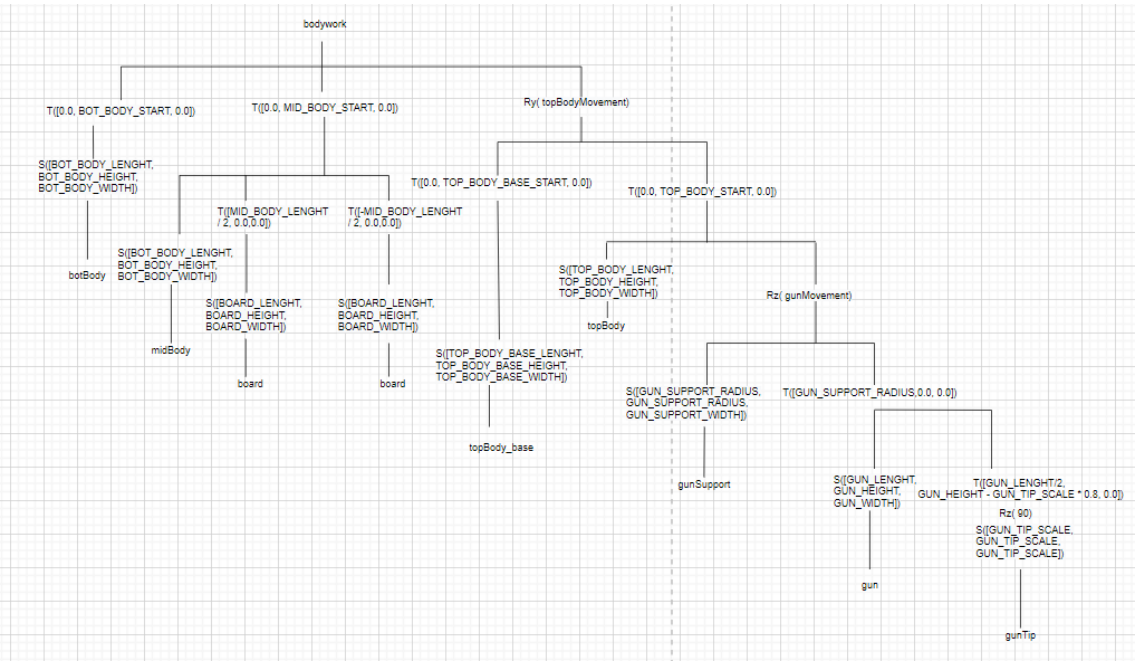 bodywork
T([0.0, BOT_BODY_START, 0.0])
T([0.0, MID_BODY_START, 0.0])
Ry( topBodyMovement)
S([BOT_BODY_LENGHT,
BOT_BODY_HEIGHT,
BOT_BODY_WIDTH])
T([0.0, TOP_BODY_BASE_START, 0.0])
T([0.0, TOP_BODY_START, 0.0])
T([MID_BODY_LENGHT
/ 2, 0.0,0.0])
T([-MID_BODY_LENGHT
/ 2, 0.0,0.0])
botBody
S([BOT_BODY_LENGHT,
BOT_BODY_HEIGHT,
BOT_BODY_WIDTH])
S([TOP_BODY_LENGHT,
TOP_BODY_HEIGHT,
TOP_BODY_WIDTH])
Rz( gunMovement)
S([BOARD_LENGHT,
BOARD_HEIGHT,
BOARD_WIDTH])
S([BOARD_LENGHT,
BOARD_HEIGHT,
BOARD_WIDTH])
topBody
midBody
S([TOP_BODY_BASE_LENGHT,
TOP_BODY_BASE_HEIGHT,
TOP_BODY_BASE_WIDTH])
board
board
S([GUN_SUPPORT_RADIUS,
GUN_SUPPORT_RADIUS,
GUN_SUPPORT_WIDTH])
T([GUN_SUPPORT_RADIUS,0.0, 0.0])
topBody_base
gunSupport
S([GUN_LENGHT,
GUN_HEIGHT,
GUN_WIDTH])
T([GUN_LENGHT/2,
GUN_HEIGHT - GUN_TIP_SCALE * 0.8, 0.0])
Rz( 90)
S([GUN_TIP_SCALE,
GUN_TIP_SCALE,
GUN_TIP_SCALE])
gun
gunTip